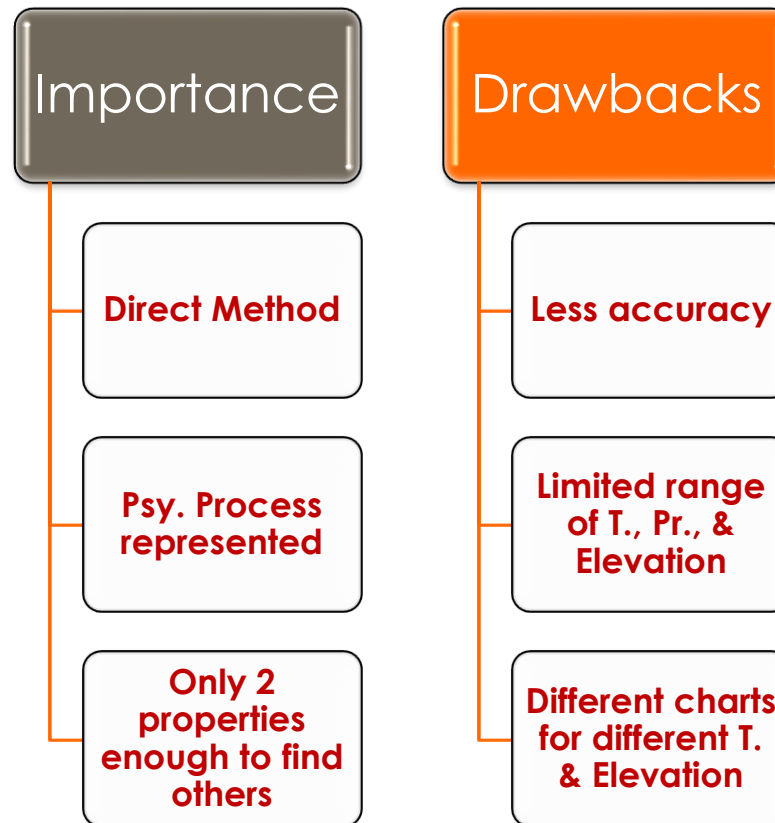 Importance
Direct Method
Psy. Process
represented
Only 2
properties
enough to find
others
Drawbacks
Less accuracy
Limited range
of T., Pr., &
Elevation
Different charts
for different T.
& Elevation